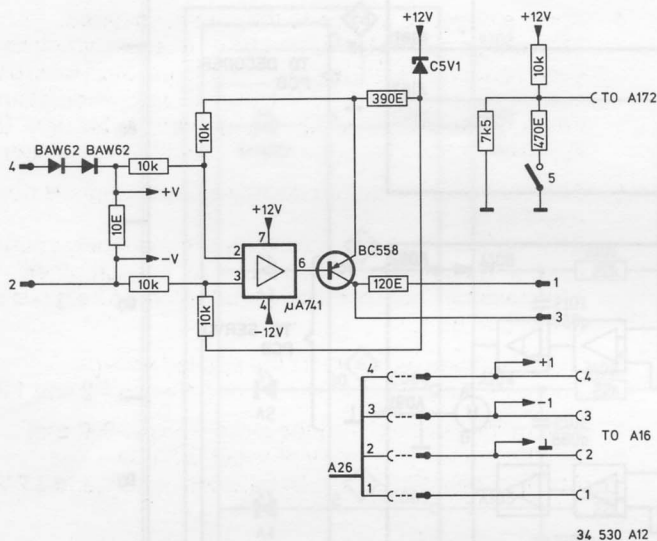 +12V
C5V1
390E
10k
BAW62 BAW62
4
10k
+V
10E
-V
2
10k
+12V
7
2
3
6
4
µA741
-12V
10k
BC558
120E
1
3
+12V
10k
TO A172
7k5
470E
5
4
+1
4
3
-1
3
2
2
TO A16
A26
1
1
34 530 A12